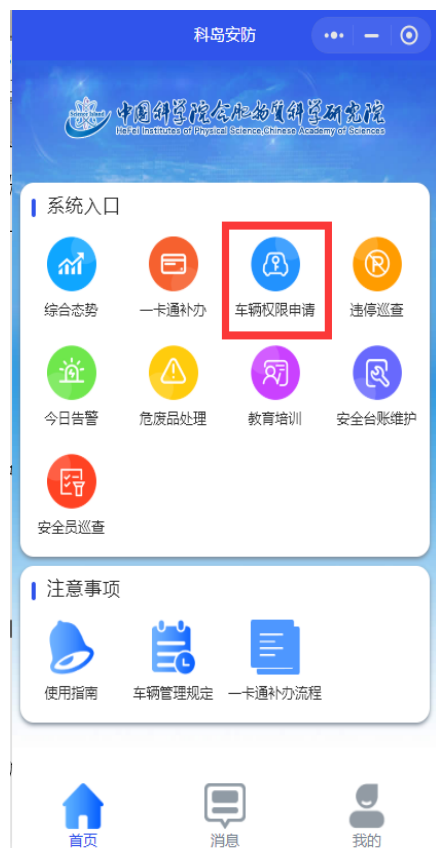 科岛安防
Science Island
中国科学院合肥物质科学研究院
HeFei Institutes of Physical Science,Chinese Academy of Sciences
系统入口
综合态势
一卡通补办
车辆权限申请
违停巡查
今日告警
危废品处理
教育培训
安全台账维护
安全员巡查
注意事项
使用指南
车辆管理规定
一卡通补办流程
首页
消息
我的